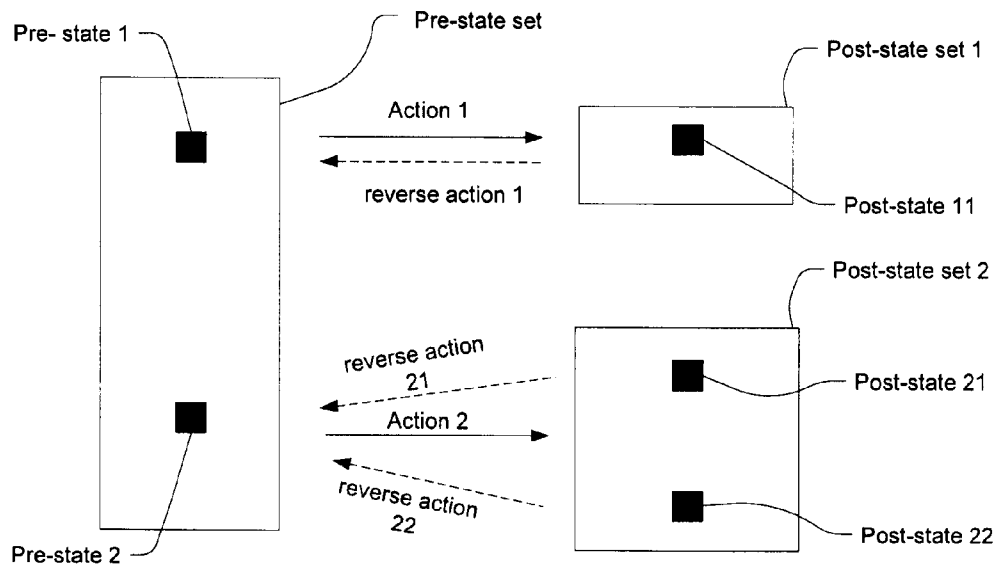 Pre- state 1
Pre-state set
Post-state set 1
Action 1
reverse action 1
Post-state 11
Post-state set 2
reverse action
21
Post-state 21
Action 2
reverse action
22
Post-state 22
Pre-state 2